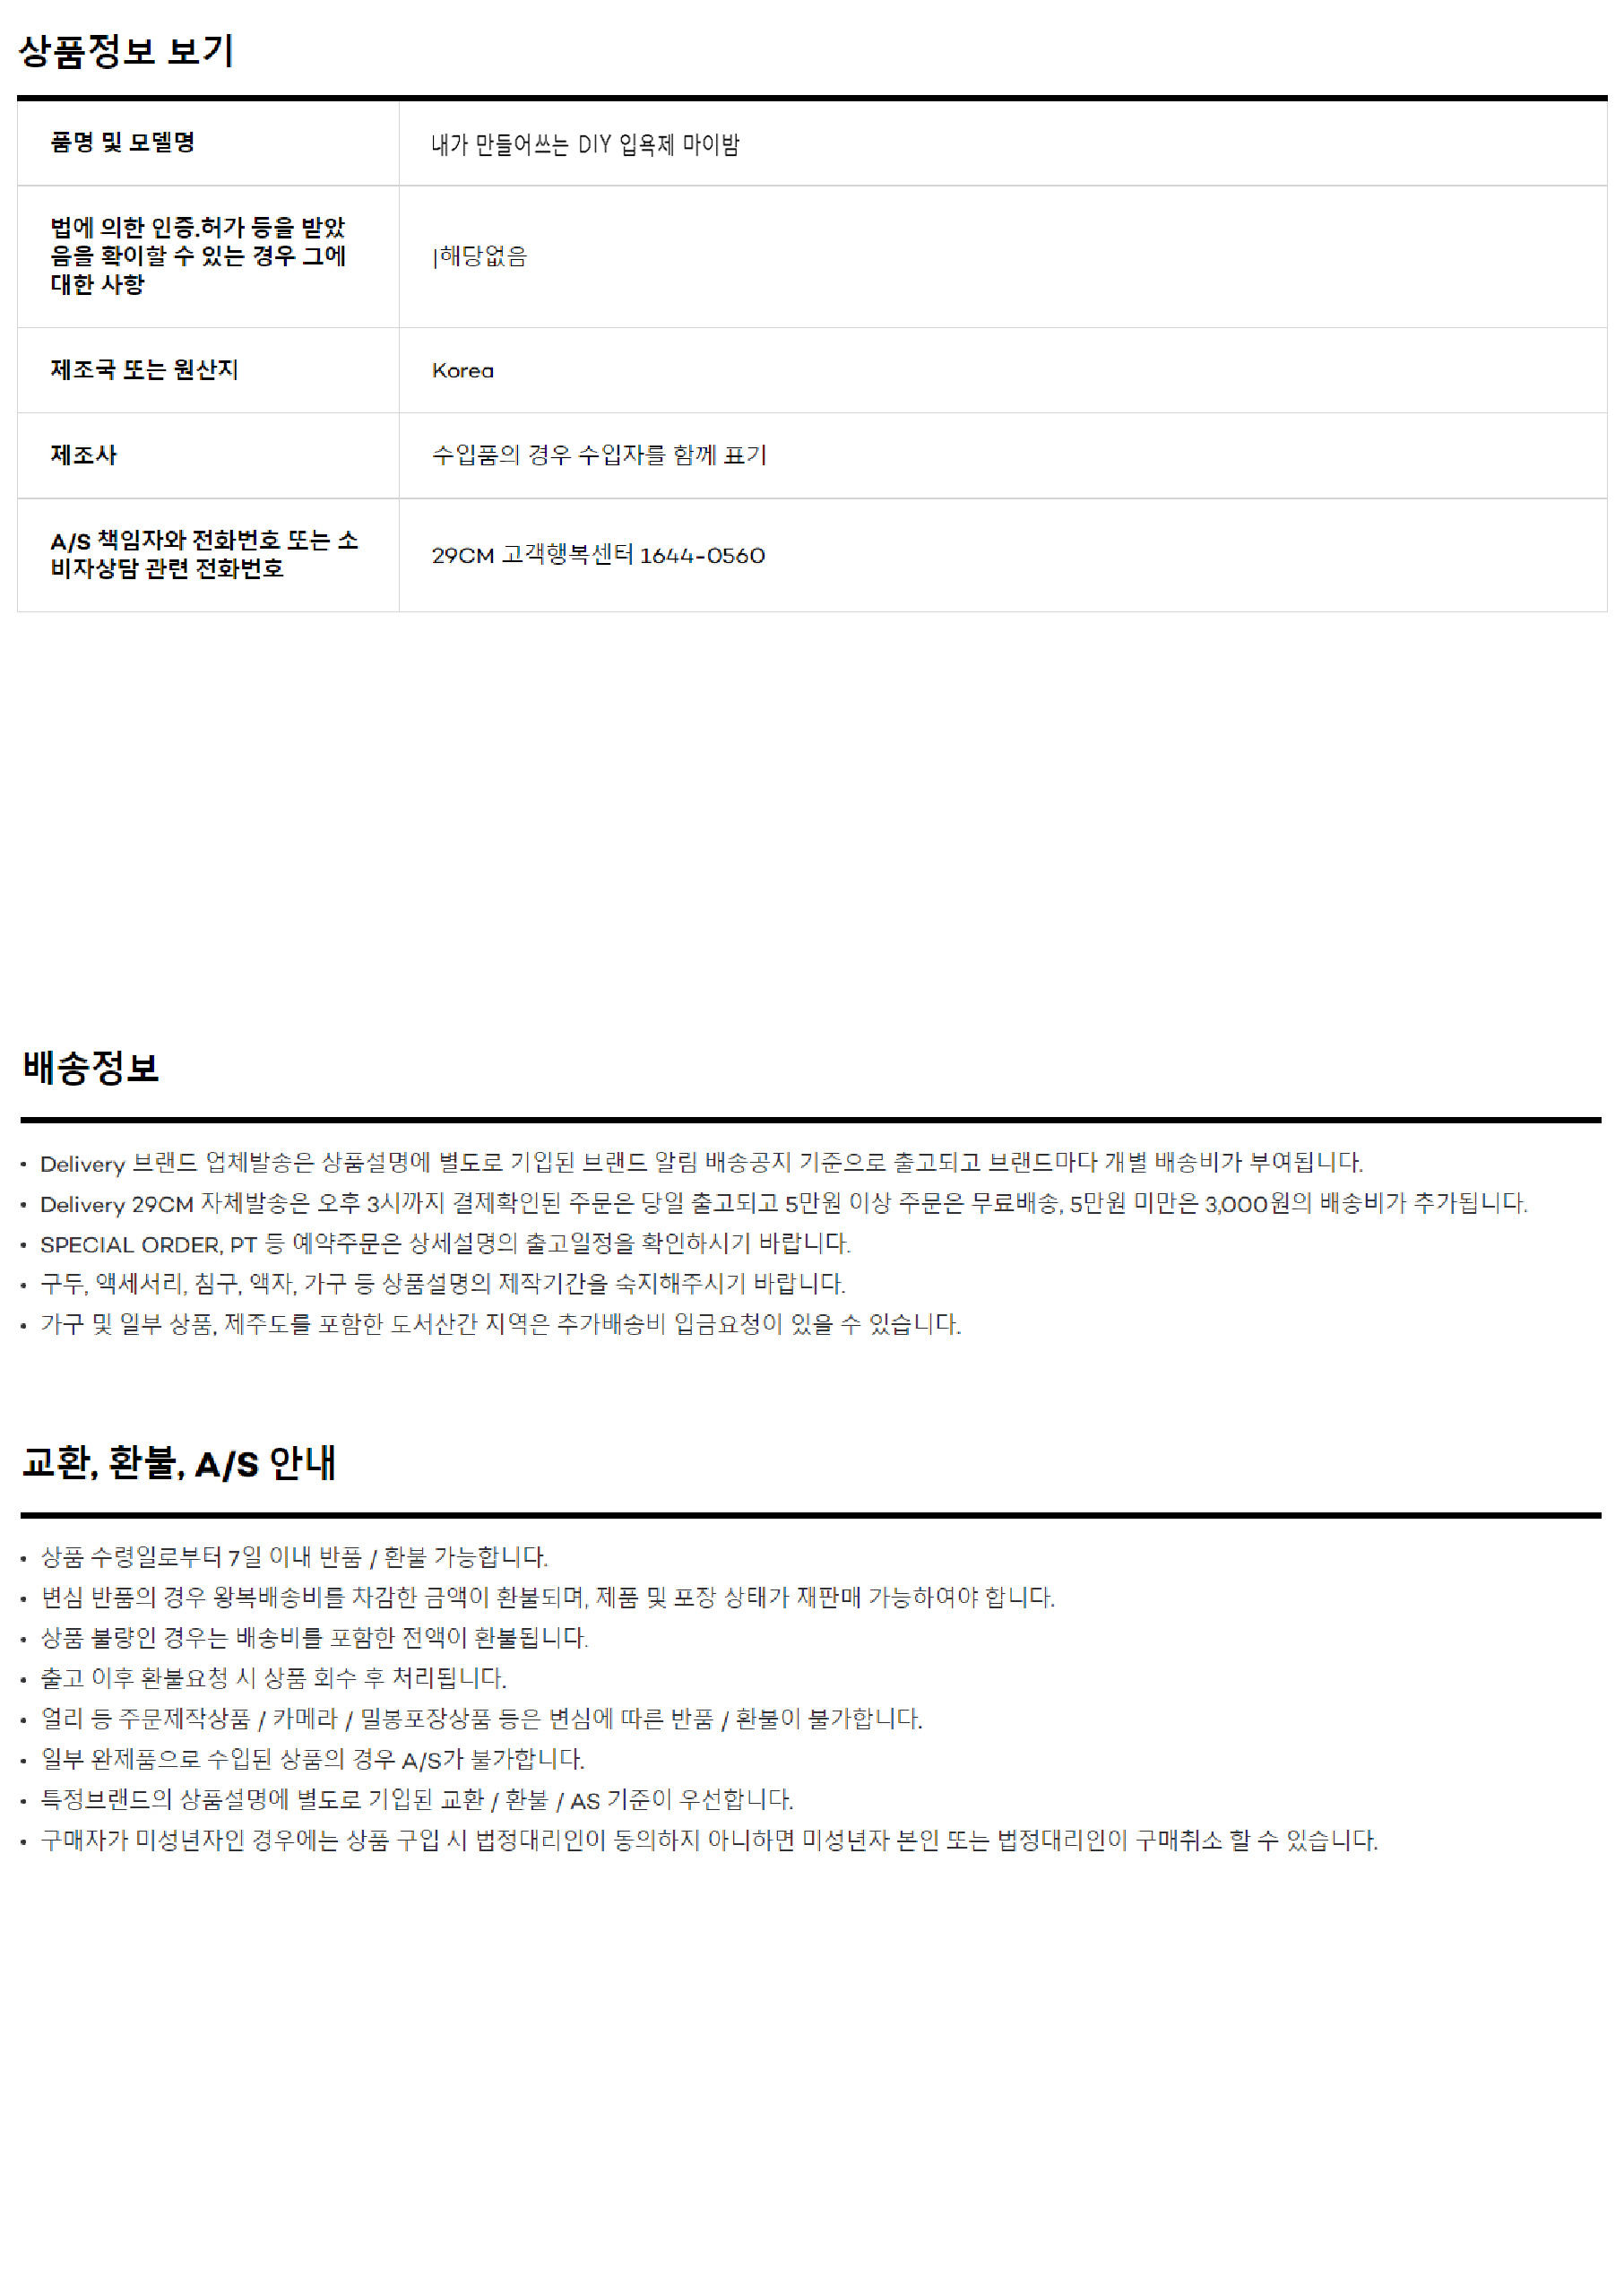 상품정보 보기
품명 및 모델명
내가 만들어쓰는 DIY 입욕제 마이밤
법에 의한 인증.허가 등을 받았
음을 확이할 수 있는 경우 그에
대한 사항
|해당없음
제조국 또는 원산지
Korea
제조사
수입품의 경우 수입자를 함께 표기
A/S 책임자와 전화번호 또는 소
비자상담 관련 전화번호
29CM 고객행복센터 1644-0560
배송정보
• Delivery 브랜드 업체발송은 상품설명에 별도로 기입된 브랜드 알림 배송공지 기준으로 출고되고 브랜드마다 개별 배송비가 부여됩니다.
• Delivery 29CM 자체발송은 오후 3시까지 결제확인된 주문은 당일 출고되고 5만원 이상 주문은 무료배송, 5만원 미만은 3,000원의 배송비가 추가됩니다.
• SPECIAL ORDER, PT 등 예약주문은 상세설명의 출고일정을 확인하시기 바랍니다.
• 구두, 액세서리, 침구, 액자, 가구 등 상품설명의 제작기간을 숙지해주시기 바랍니다.
• 가구 및 일부 상품, 제주도를 포함한 도서산간 지역은 추가배송비 입금요청이 있을 수 있습니다.
교환, 환불, A/S 안내
• 상품 수령일로부터 7일 이내 반품 / 환불 가능합니다.
• 변심 반품의 경우 왕복배송비를 차감한 금액이 환불되며, 제품 및 포장 상태가 재판매 가능하여야 합니다.
• 상품 불량인 경우는 배송비를 포함한 전액이 환불됩니다.
• 출고 이후 환불요청 시 상품 회수 후 처리됩니다.
• 얼리 등 주문제작상품 / 카메라 / 밀봉포장상품 등은 변심에 따른 반품 / 환불이 불가합니다.
• 일부 완제품으로 수입된 상품의 경우 A/S가 불가합니다.
• 특정브랜드의 상품설명에 별도로 기입된 교환 / 환불 / AS 기준이 우선합니다.
• 구매자가 미성년자인 경우에는 상품 구입 시 법정대리인이 동의하지 아니하면 미성년자 본인 또는 법정대리인이 구매취소 할 수 있습니다.